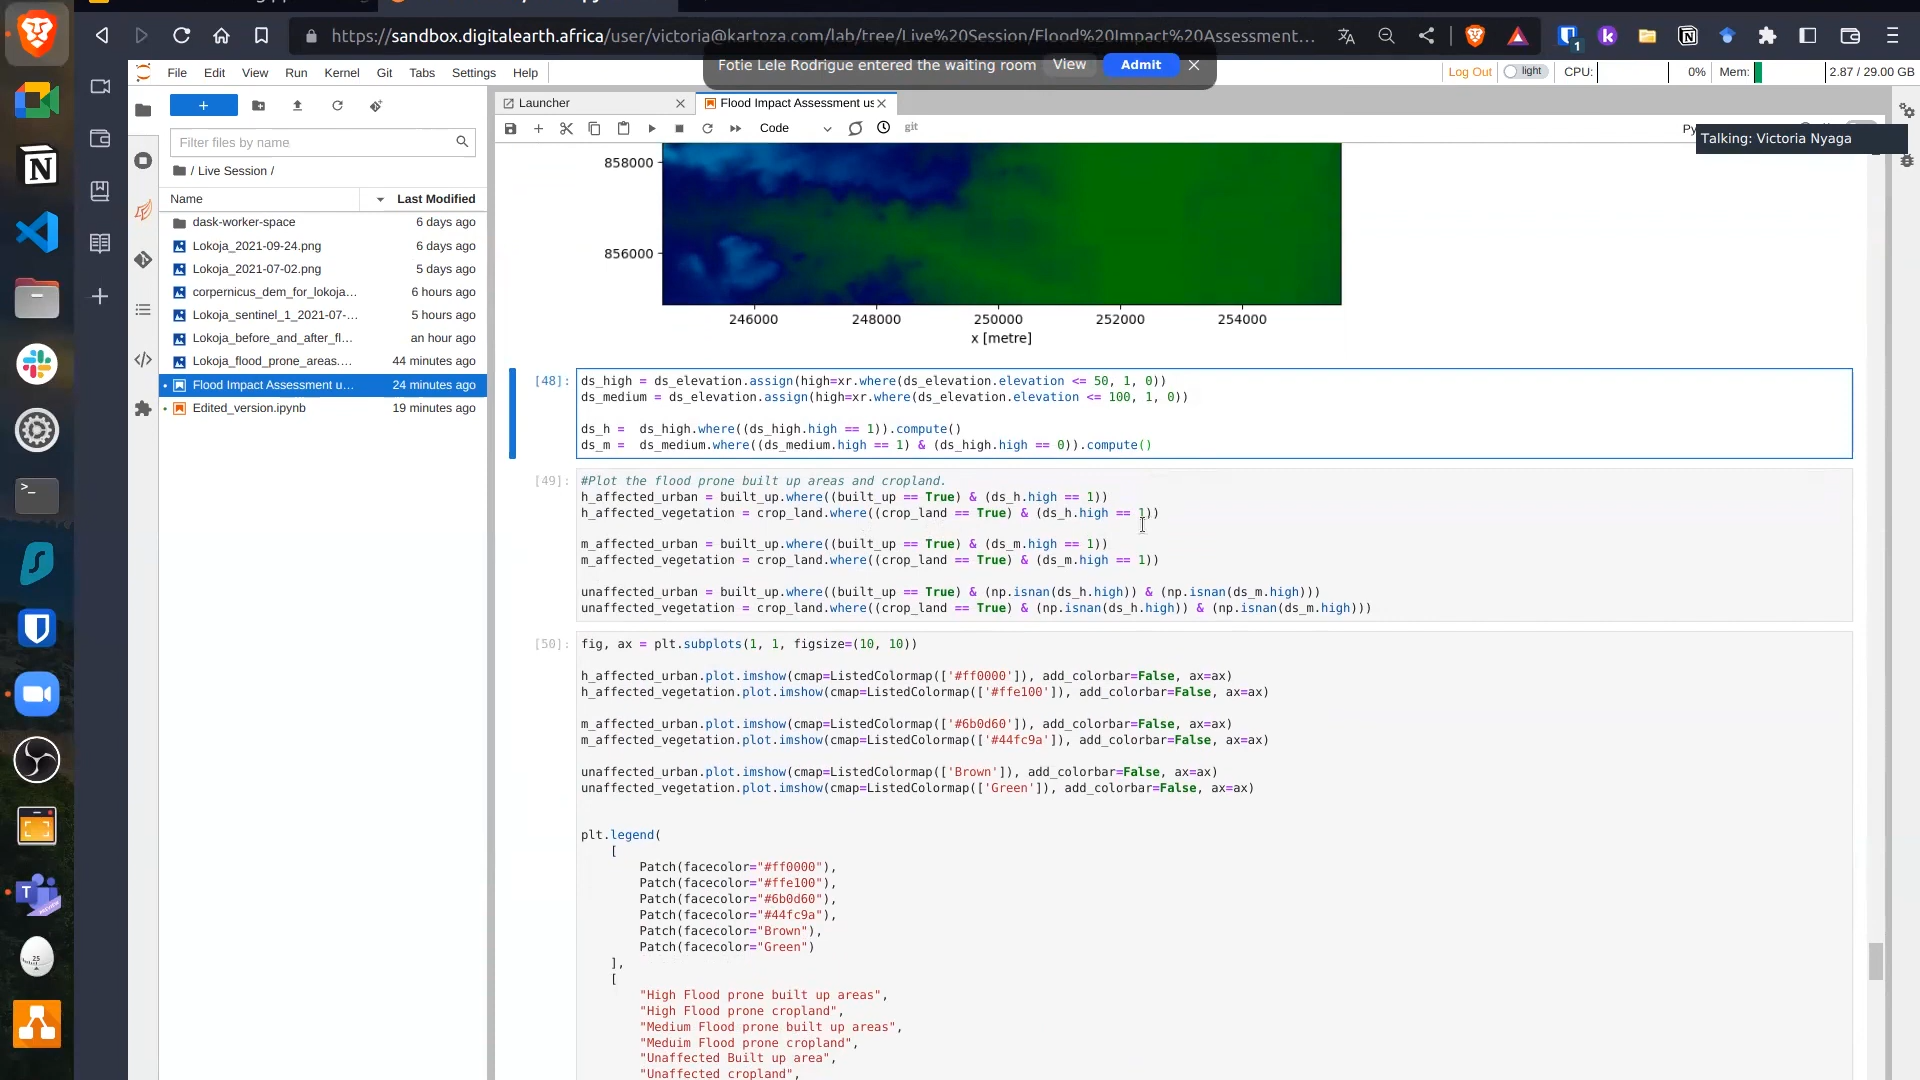 https://sandbox.digitalearth.africa/user/victoria@kartoza.com/lab/tree/Live%20Session/Flood%20Impact%20Assessment...
1
Fotie Lele Rodrigue entered the waiting room View Admit
File Edit View Run Kernel Git Tabs Settings Help
Log Out light CPU: 0% Mem: 2.87 / 29.00 GB
Launcher
Flood Impact Assessment us
Filter files by name
Code
git
Talking: Victoria Nyaga
/ Live Session /
Name Last Modified
dask-worker-space 6 days ago
Lokoja_2021-09-24.png 6 days ago
Lokoja_2021-07-02.png 5 days ago
corpernicus_dem_for_lokoja... 6 hours ago
Lokoja_sentinel_1_2021-07-... 5 hours ago
Lokoja_before_and_after_fl... an hour ago
Lokoja_flood_prone_areas.... 44 minutes ago
Flood Impact Assessment u... 24 minutes ago
Edited_version.ipynb 19 minutes ago
858000
856000
246000 248000 250000 252000 254000
x [metre]
[48]:
ds_high = ds_elevation.assign(high=xr.where(ds_elevation.elevation <= 50, 1, 0))
ds_medium = ds_elevation.assign(high=xr.where(ds_elevation.elevation <= 100, 1, 0))
ds_h =  ds_high.where((ds_high.high == 1)).compute()
ds_m =  ds_medium.where((ds_medium.high == 1) & (ds_high.high == 0)).compute()
[49]:
#Plot the flood prone built up areas and cropland.
h_affected_urban = built_up.where((built_up == True) & (ds_h.high == 1))
h_affected_vegetation = crop_land.where((crop_land == True) & (ds_h.high == 1))
m_affected_urban = built_up.where((built_up == True) & (ds_m.high == 1))
m_affected_vegetation = crop_land.where((crop_land == True) & (ds_m.high == 1))
unaffected_urban = built_up.where((built_up == True) & (np.isnan(ds_h.high)) & (np.isnan(ds_m.high)))
unaffected_vegetation = crop_land.where((crop_land == True) & (np.isnan(ds_h.high)) & (np.isnan(ds_m.high)))
[50]:
fig, ax = plt.subplots(1, 1, figsize=(10, 10))
h_affected_urban.plot.imshow(cmap=ListedColormap(['#ff0000']), add_colorbar=False, ax=ax)
h_affected_vegetation.plot.imshow(cmap=ListedColormap(['#ffe100']), add_colorbar=False, ax=ax)
m_affected_urban.plot.imshow(cmap=ListedColormap(['#6b0d60']), add_colorbar=False, ax=ax)
m_affected_vegetation.plot.imshow(cmap=ListedColormap(['#44fc9a']), add_colorbar=False, ax=ax)
unaffected_urban.plot.imshow(cmap=ListedColormap(['Brown']), add_colorbar=False, ax=ax)
unaffected_vegetation.plot.imshow(cmap=ListedColormap(['Green']), add_colorbar=False, ax=ax)
plt.legend(
[
Patch(facecolor="#ff0000"),
Patch(facecolor="#ffe100"),
Patch(facecolor="#6b0d60"),
Patch(facecolor="#44fc9a"),
Patch(facecolor="Brown"),
Patch(facecolor="Green")
],
[
"High Flood prone built up areas",
"High Flood prone cropland",
"Medium Flood prone built up areas",
"Meduim Flood prone cropland",
"Unaffected Built up area",
"Unaffected cropland",